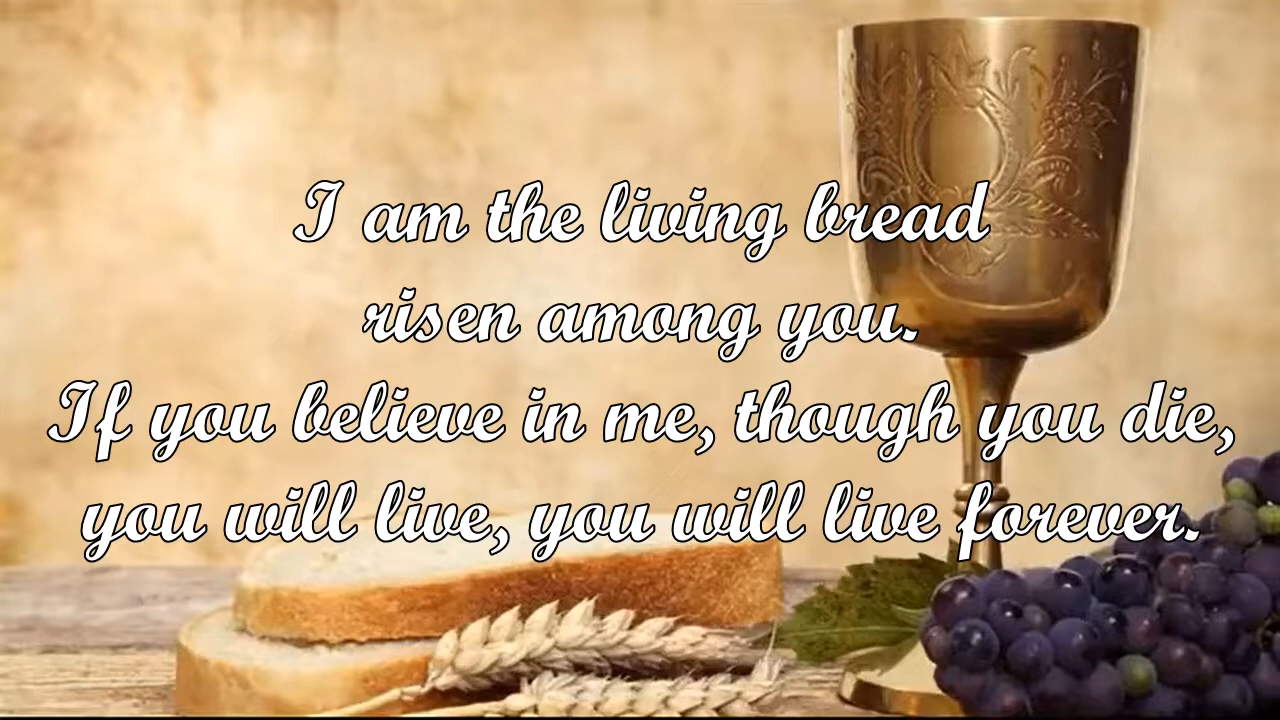 I am the living bread
risen among you.
If you believe in me, though you die,
you will live, you will live forever.